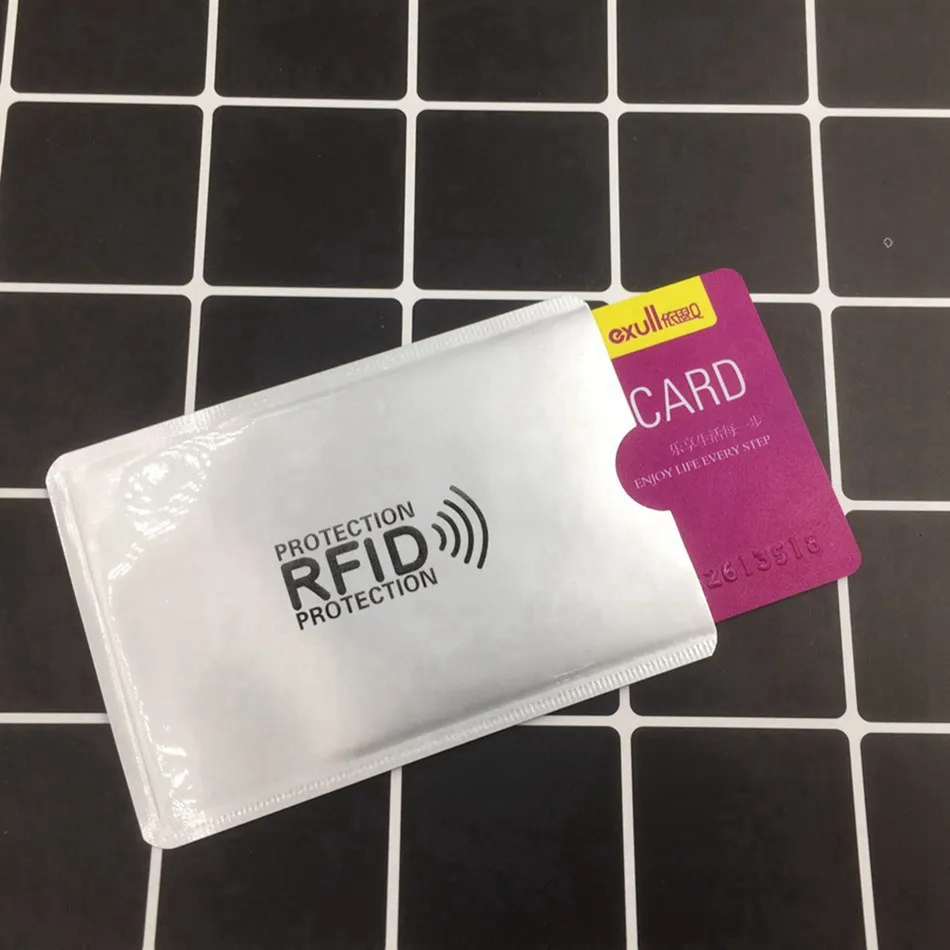 PROTECTION
RFID
PROTECTION
exull依思Q
CARD
乐享生活每一步
ENJOY LIFE EVERY STEP
2613518